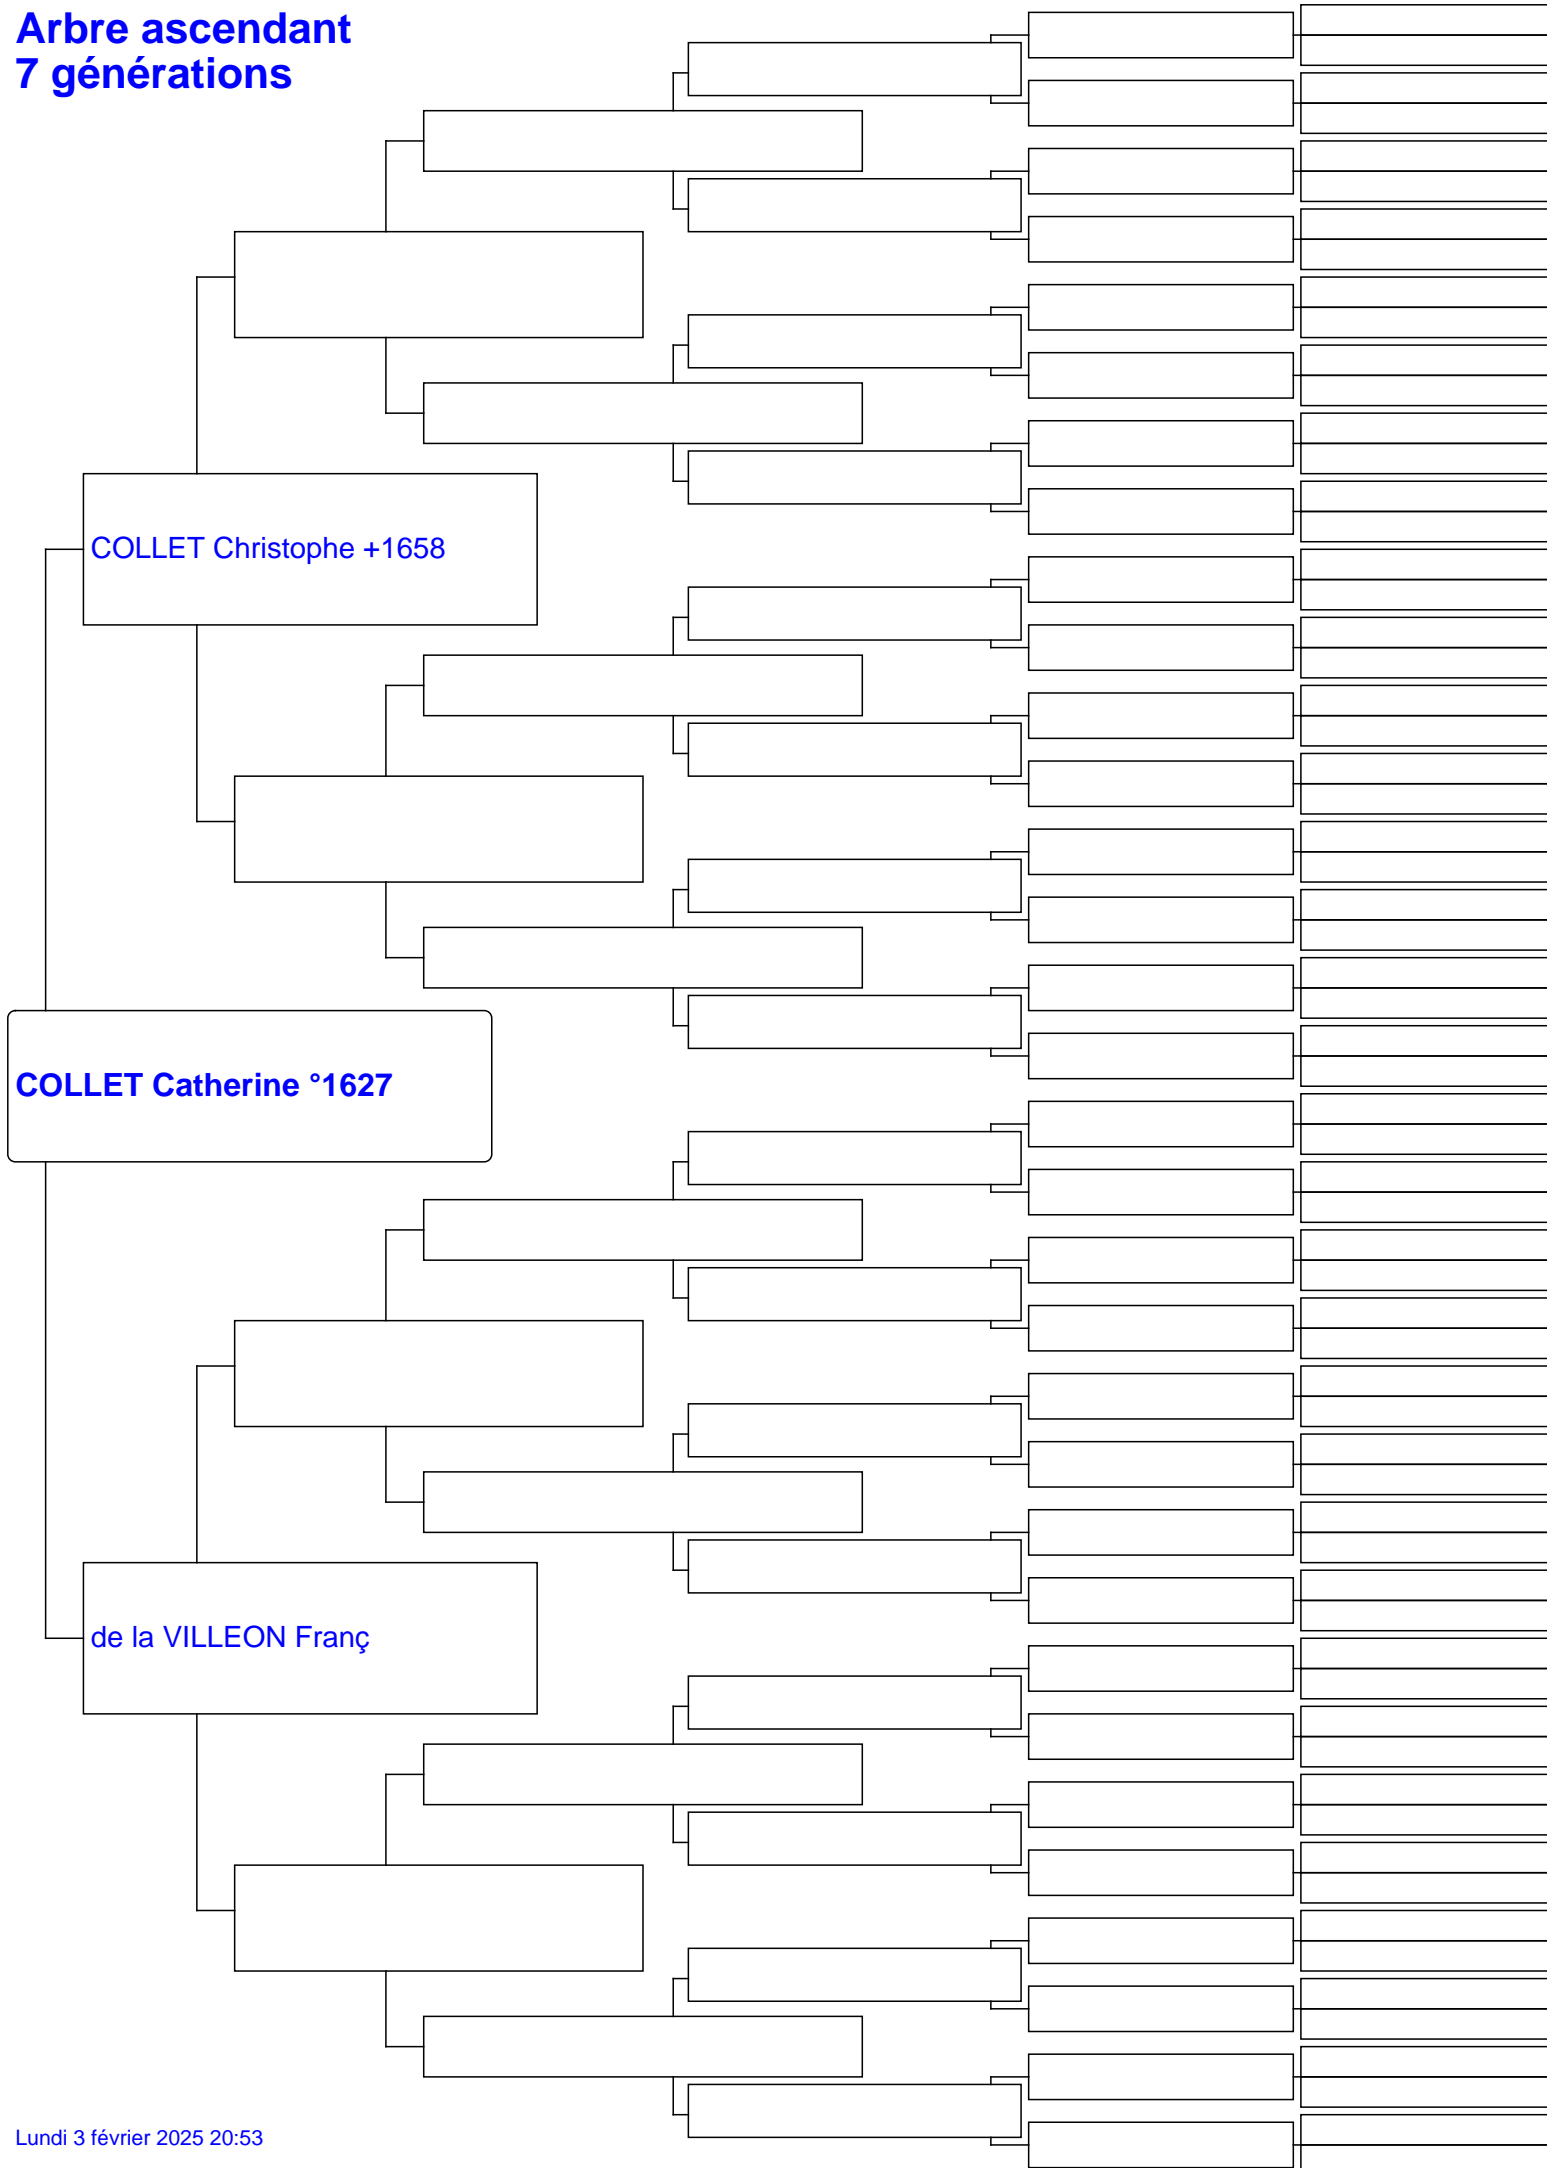 Arbre ascendant
7 générations
COLLET Christophe +1658
COLLET Catherine °1627
de la VILLEON Franç
Lundi 3 février 2025 20:53